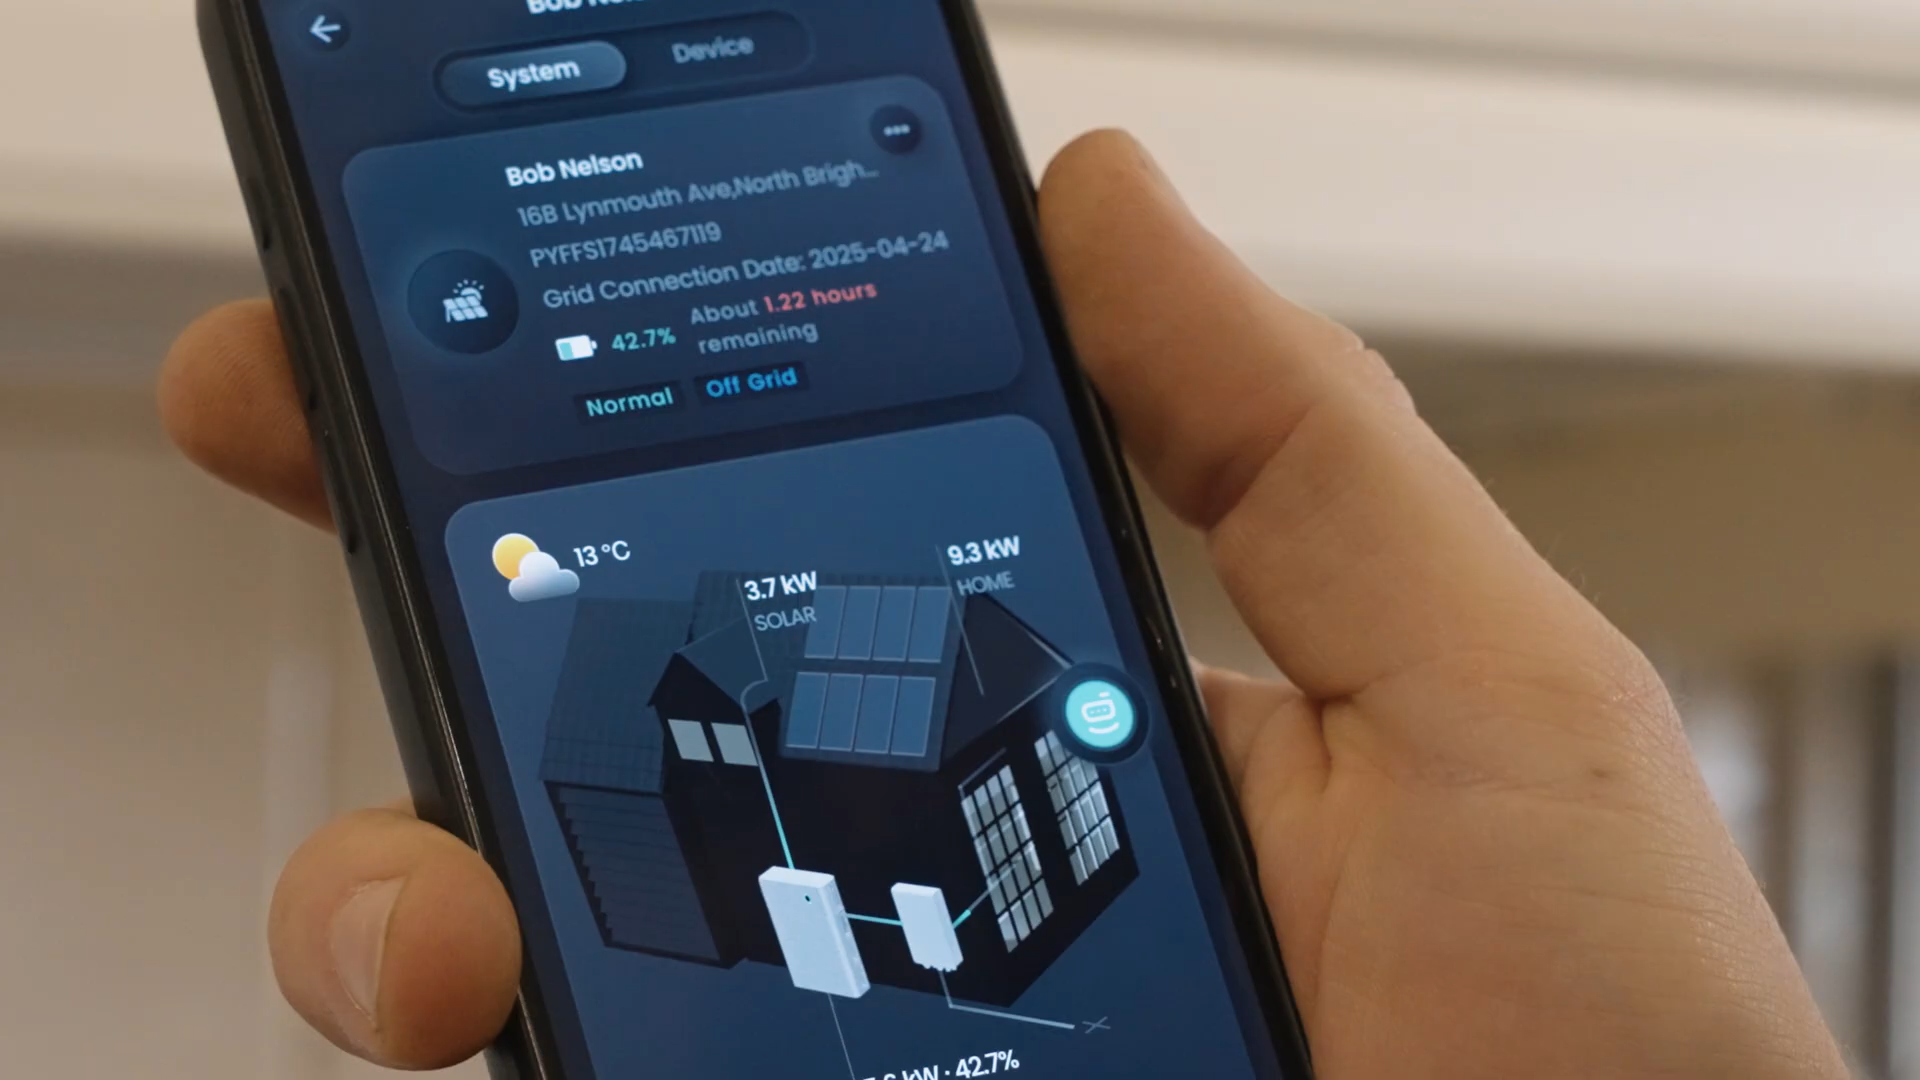 System
Device
Bob Nelson
16B Lynmouth Ave,North Brigh...
PYFFS1745467119
Grid Connection Date: 2025-04-24
42.7%
About 1.22 hours
remaining
Normal
Off Grid
13 °C
3.7 kW
SOLAR
9.3 kW
HOME
kW · 42.7%